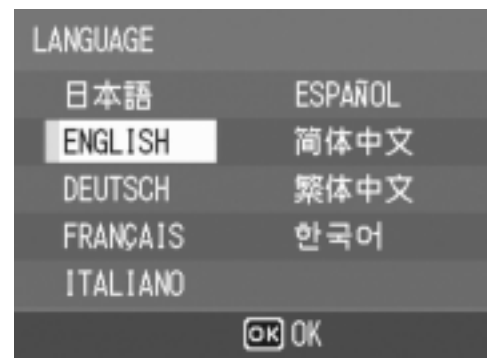 LANGUAGE
日本語 ESPAÑOL
ENGLISH 简体中文
DEUTSCH 繁体中文
FRANÇAIS 한국어
ITALIANO
OK OK